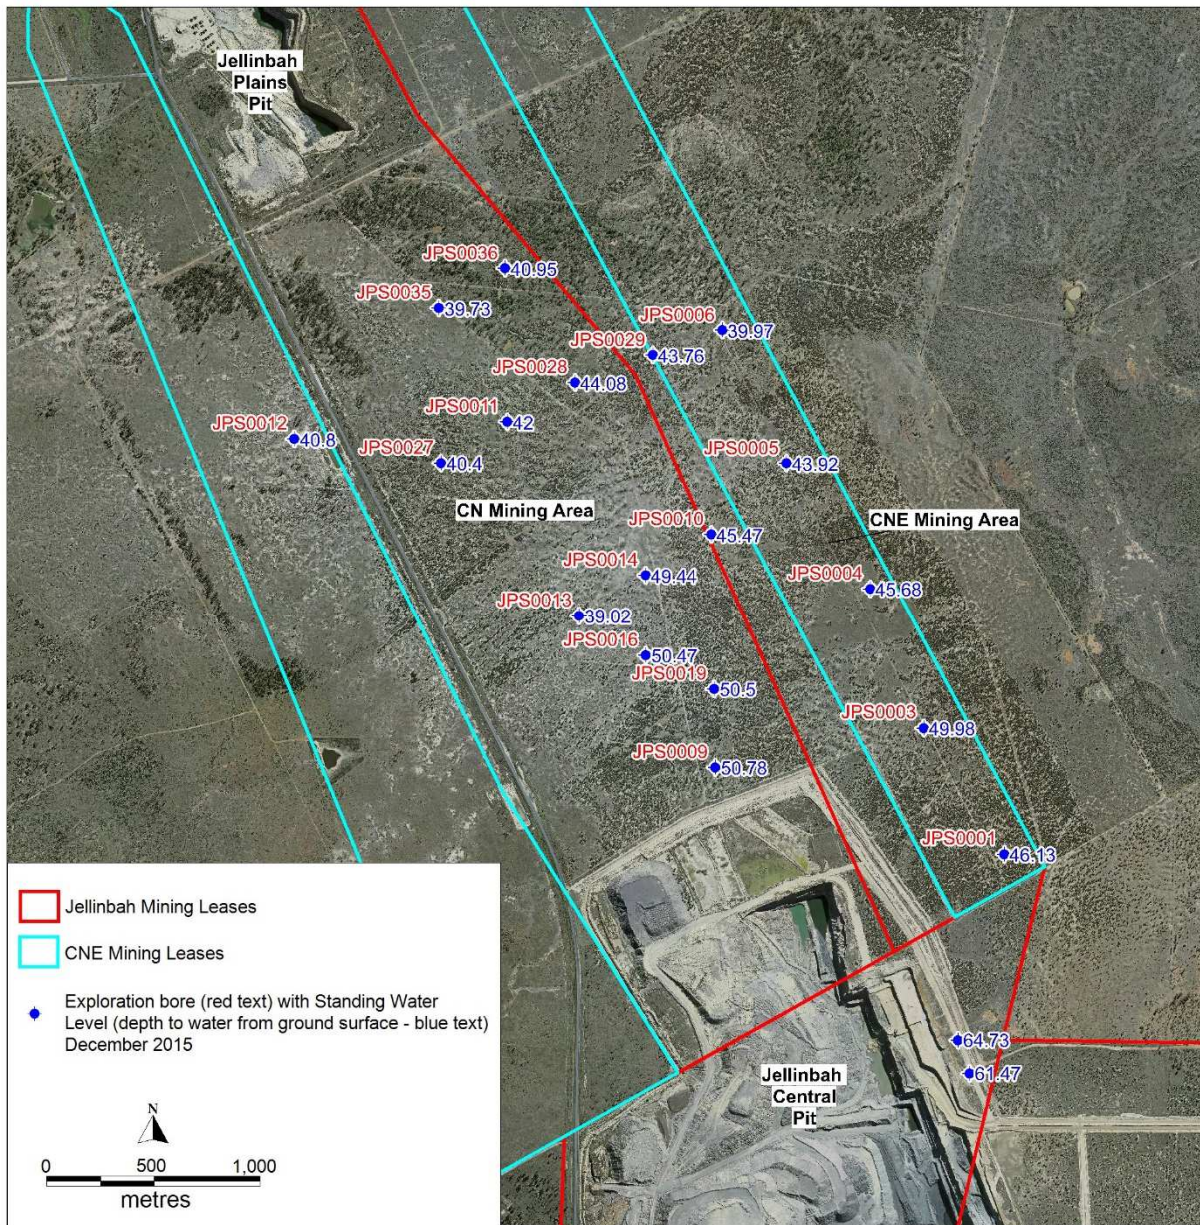 Jellinbah
Plains
Pit
JPS0036
40.95
JPS0035
39.73
JPS0006
39.97
JPS0029
43.76
JPS0028
44.08
JPS0011
42
JPS0012
40.8
JPS0027
40.4
JPS0005
43.92
CN Mining Area
CNE Mining Area
JPS0010
45.47
JPS0014
49.44
JPS0004
45.68
JPS0013
39.02
JPS0016
50.47
JPS0019
50.5
JPS0003
49.98
JPS0009
50.78
JPS0001
46.13
64.73
61.47
Jellinbah
Central
Pit
Jellinbah Mining Leases
CNE Mining Leases
Exploration bore (red text) with Standing Water
Level (depth to water from ground surface - blue text)
December 2015
N
0 500 1,000
metres